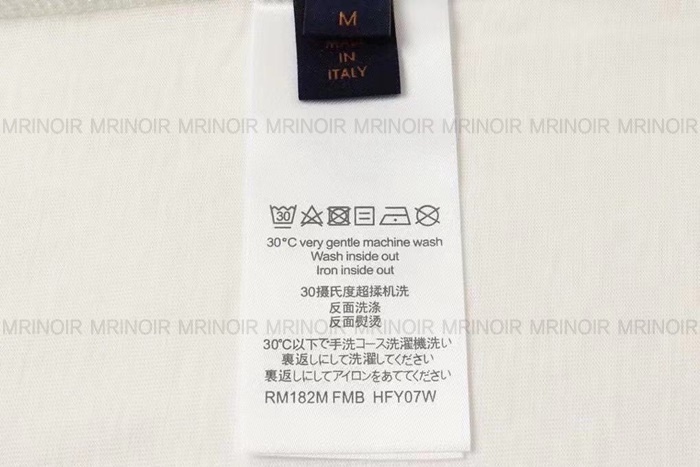 M
MADE
IN
ITALY
MRINOIR MRINOIR MRINOIR MRINOIR MRINOIR MRINOIR MRINOIR MRINOIR
30
30°C very gentle machine wash
Wash inside out
Iron inside out
30摄氏度超揉机洗
反面洗涤
反面熨烫
MRINOIR MRINOIR MRINOIR MRINOIR MRINOIR MRINOIR MRINOIR MRINOIR
30℃以下で手洗コース洗濯機洗い
裏返しにして洗濯してください
裏返しにしてアイロンをあててください
RM182M FMB HFY07W